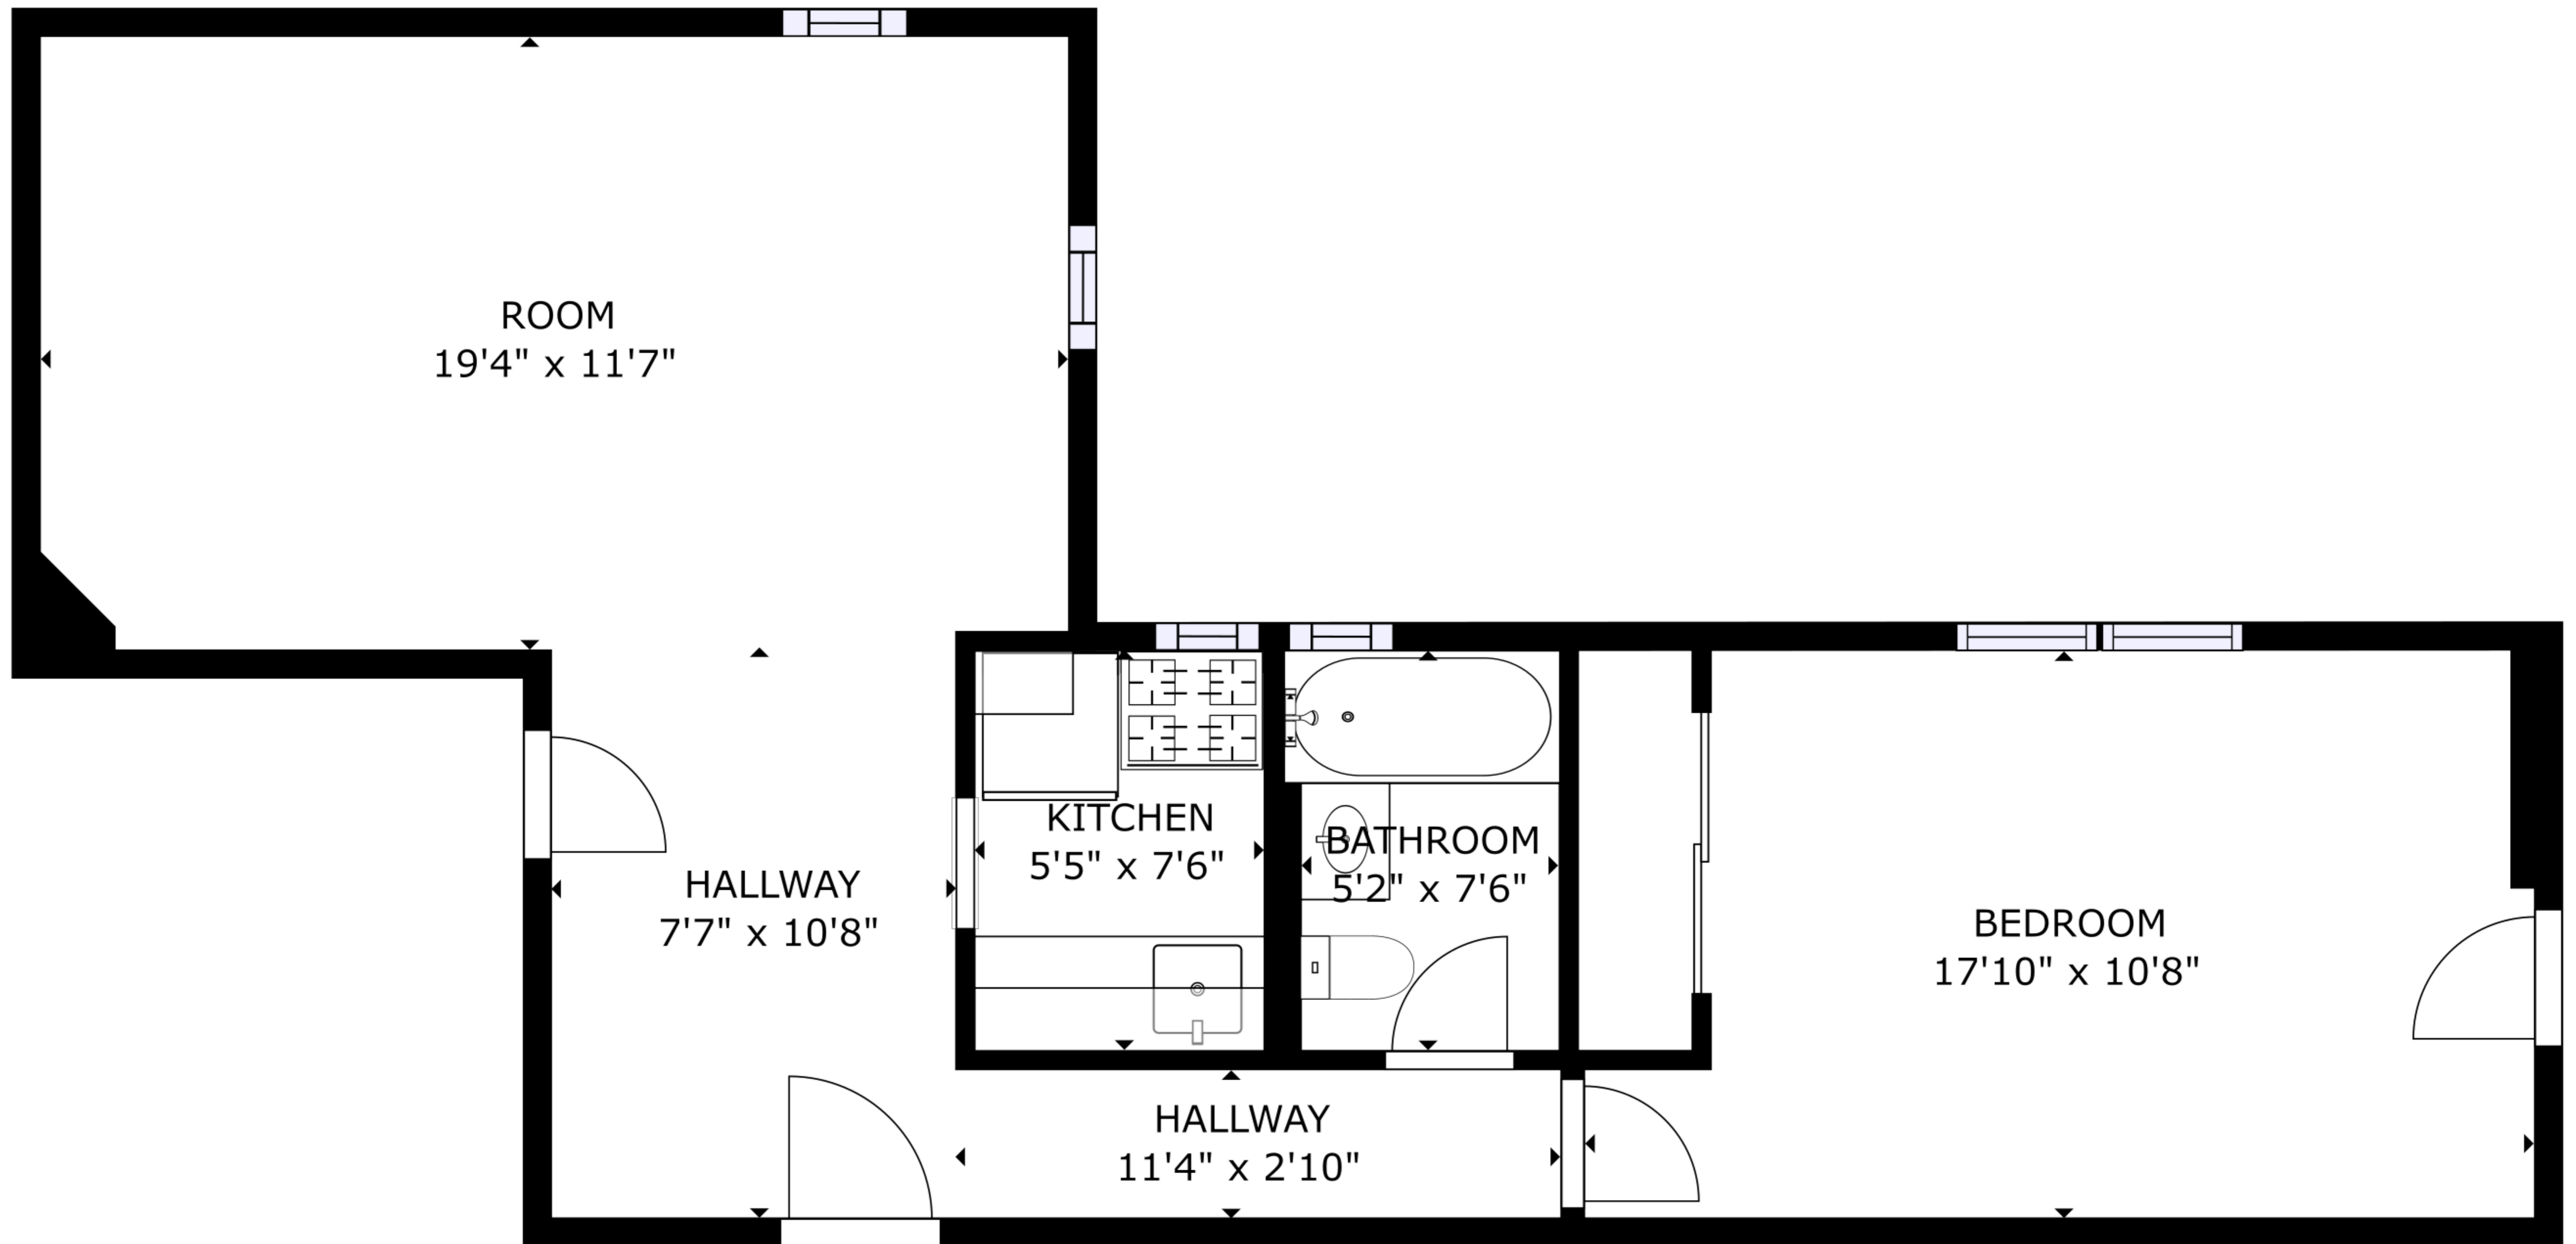 ROOM
19'4" x 11'7"
KITCHEN
5'5" x 7'6"
BATHROOM
5'2" x 7'6"
HALLWAY
7'7" x 10'8"
BEDROOM
17'10" x 10'8"
HALLWAY
11'4" x 2'10"